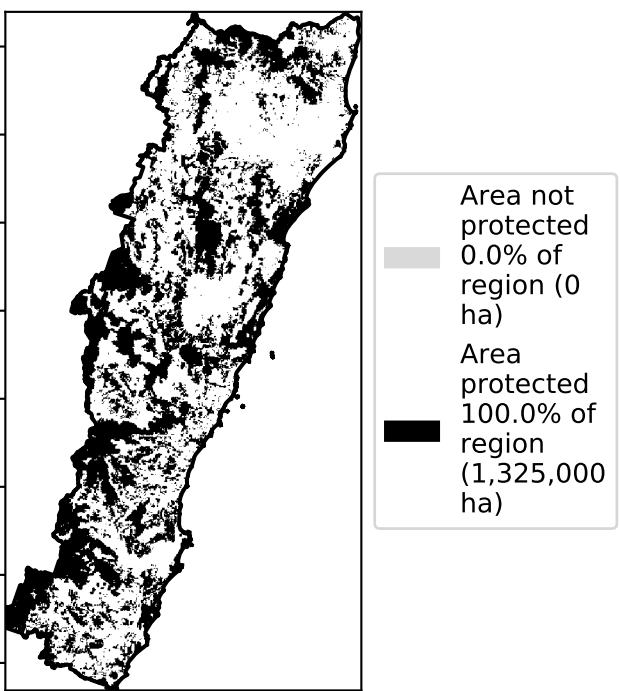 Area not
protected
0.0% of
region (0
ha)
Area
protected
100.0% of
region
(1,325,000
ha)